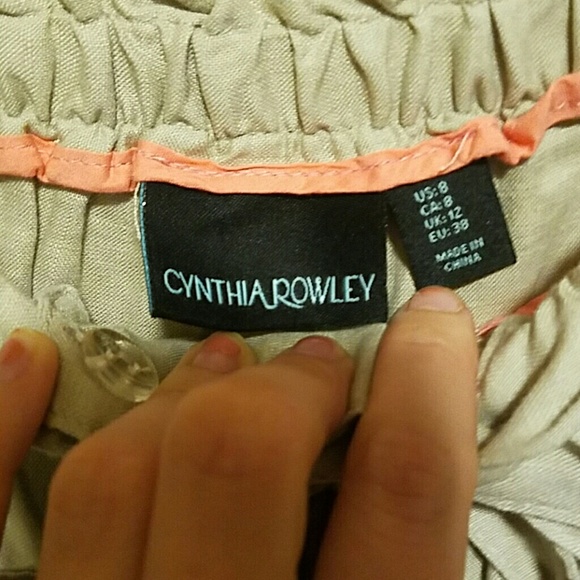 CYNTHIA ROWLEY
US: 8
CA: 8
UK: 12
EU: 38
MADE IN
CHINA